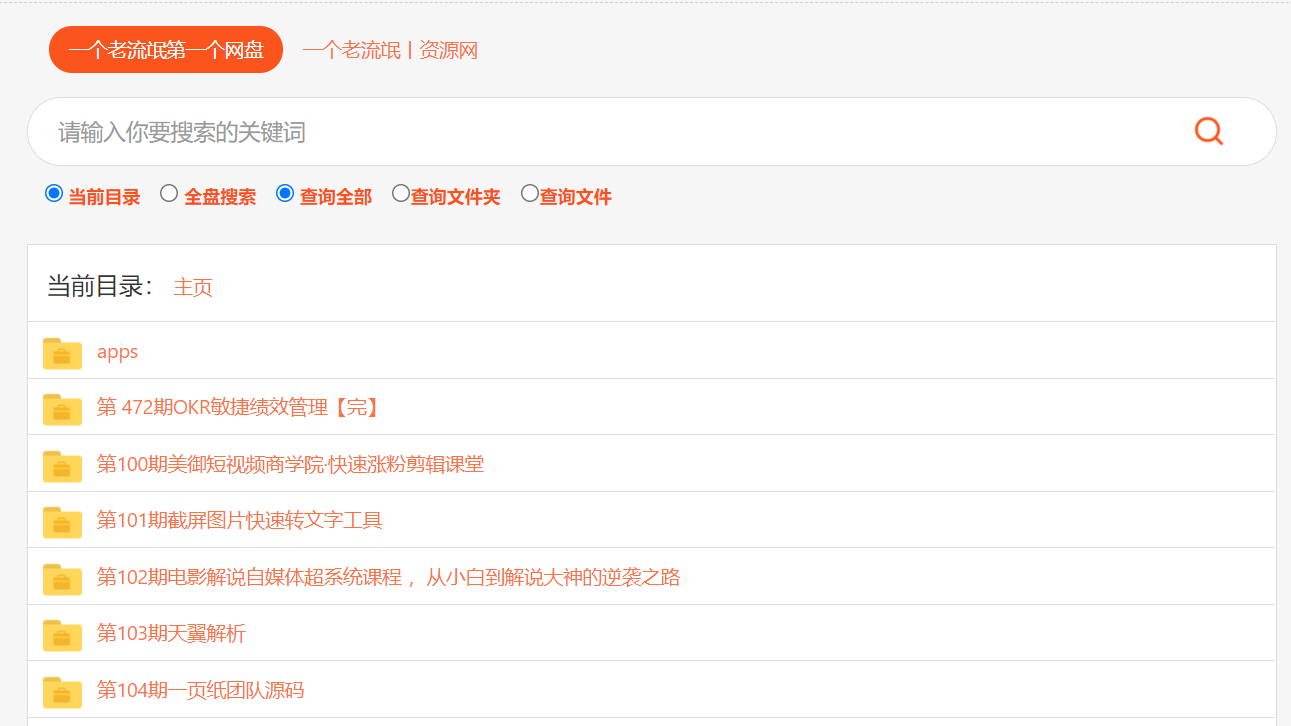 一个老流氓第一个网盘 一个老流氓丨资源网
请输入你要搜索的关键词
当前目录 全盘搜索 查询全部 查询文件夹 查询文件
当前目录： 主页
apps
第 472期OKR敏捷绩效管理【完】
第100期美御短视频商学院·快速涨粉剪辑课堂
第101期截屏图片快速转文字工具
第102期电影解说自媒体超系统课程 ，从小白到解说大神的逆袭之路
第103期天翼解析
第104期一页纸团队源码